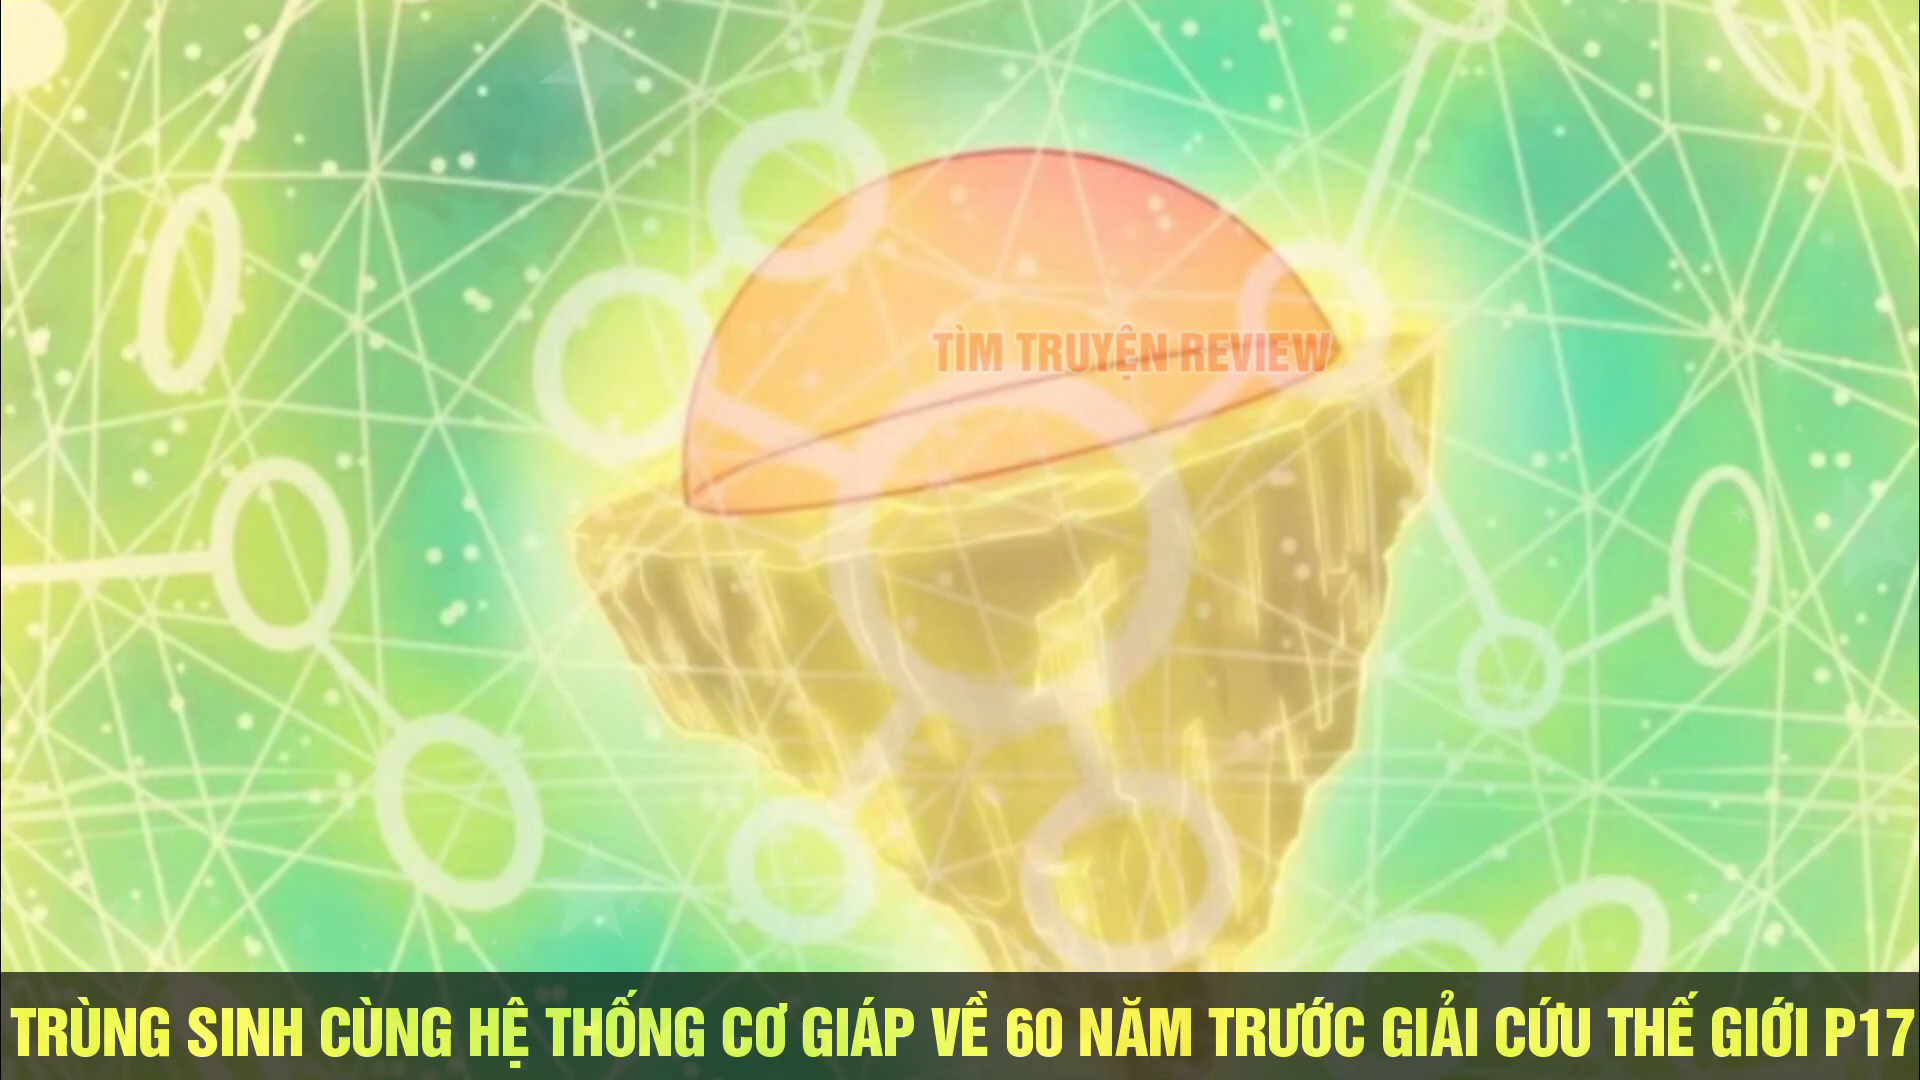 TÌM TRUYỆN REVIEW
TRÙNG SINH CÙNG HỆ THỐNG CƠ GIÁP VỀ 60 NĂM TRƯỚC GIẢI CỨU THẾ GIỚI P17